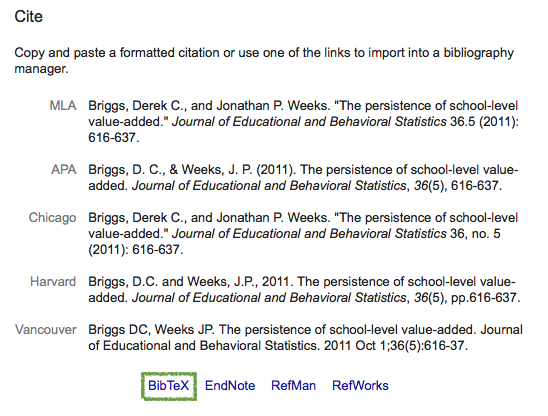 Cite
Copy and paste a formatted citation or use one of the links to import into a bibliography
manager.
MLA Briggs, Derek C., and Jonathan P. Weeks. "The persistence of school-level
value-added." Journal of Educational and Behavioral Statistics 36.5 (2011):
616-637.
APA Briggs, D. C., & Weeks, J. P. (2011). The persistence of school-level value-
added. Journal of Educational and Behavioral Statistics, 36(5), 616-637.
Chicago Briggs, Derek C., and Jonathan P. Weeks. "The persistence of school-level
value-added." Journal of Educational and Behavioral Statistics 36, no. 5
(2011): 616-637.
Harvard Briggs, D.C. and Weeks, J.P., 2011. The persistence of school-level value-
added. Journal of Educational and Behavioral Statistics, 36(5), pp.616-637.
Vancouver Briggs DC, Weeks JP. The persistence of school-level value-added. Journal
of Educational and Behavioral Statistics. 2011 Oct 1;36(5):616-37.
BibTeX EndNote RefMan RefWorks